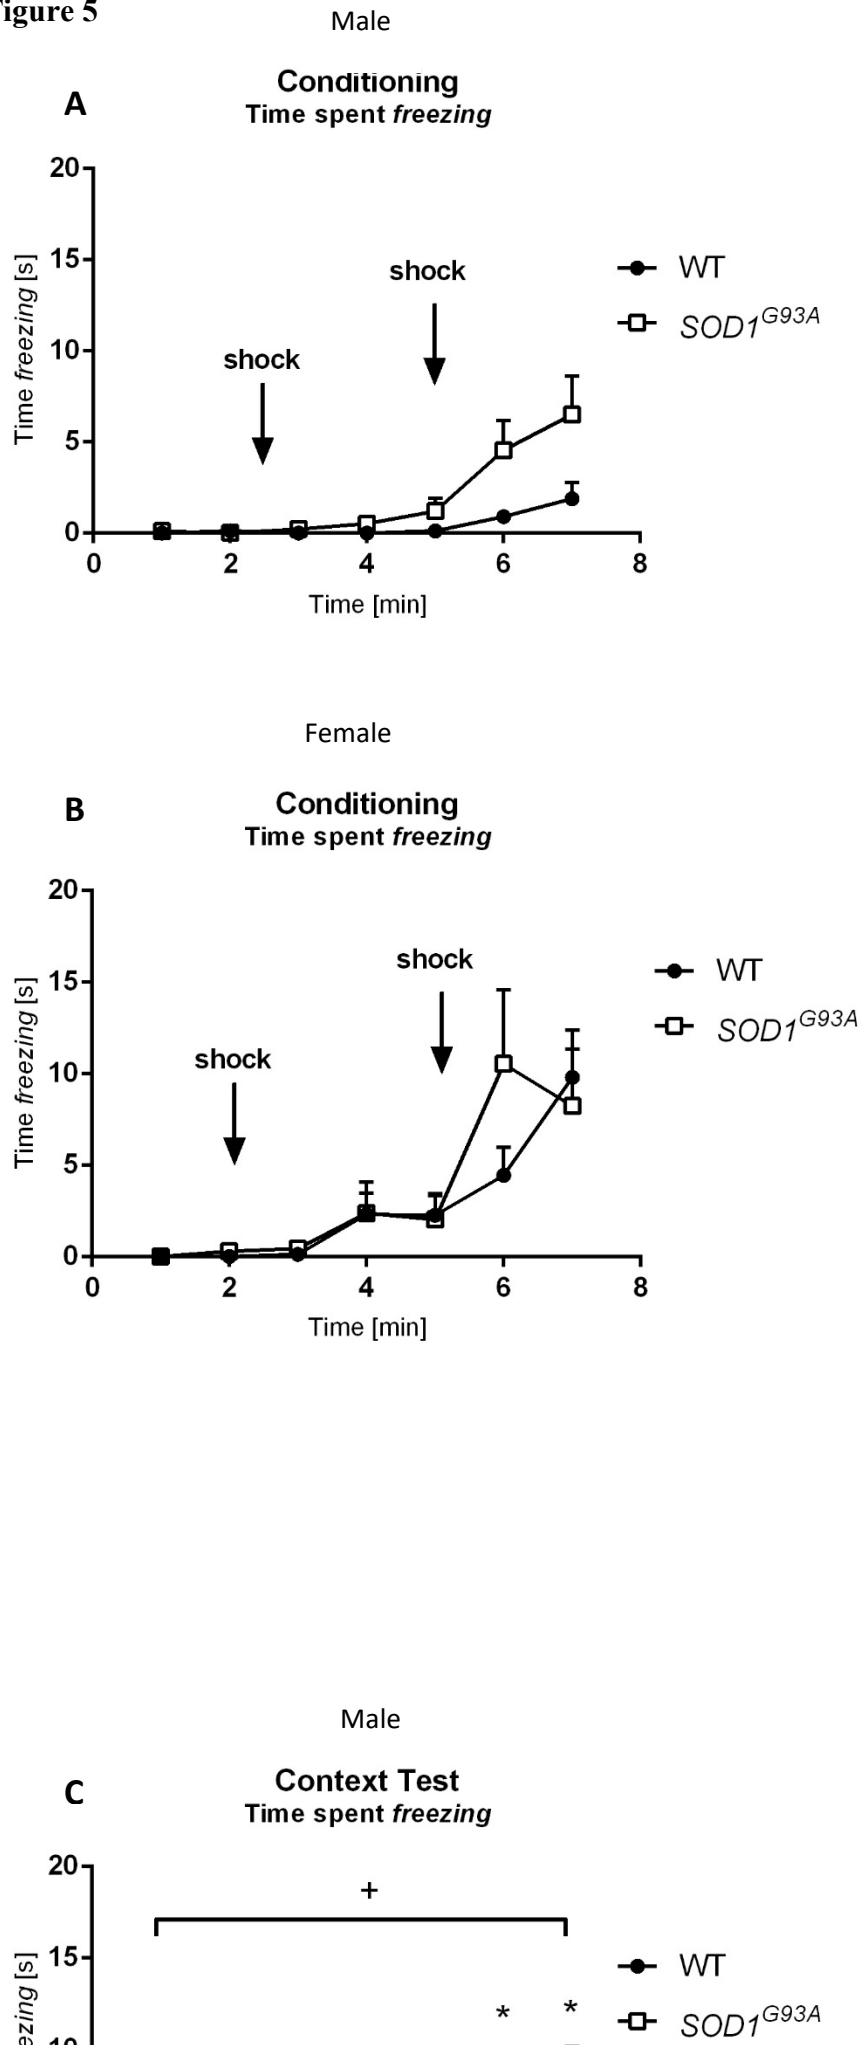 igure 5
Male
A
Conditioning
Time spent freezing
20
15
10
5
0
Time freezing [s]
shock
shock
WT
SOD1G93A
0 2 4 6 8
Time [min]
Female
B
Conditioning
Time spent freezing
20
15
10
5
0
Time freezing [s]
shock
shock
WT
SOD1G93A
0 2 4 6 8
Time [min]
Male
C
Context Test
Time spent freezing
20
15
10
ezing [s]
+
* *
WT
SOD1G93A